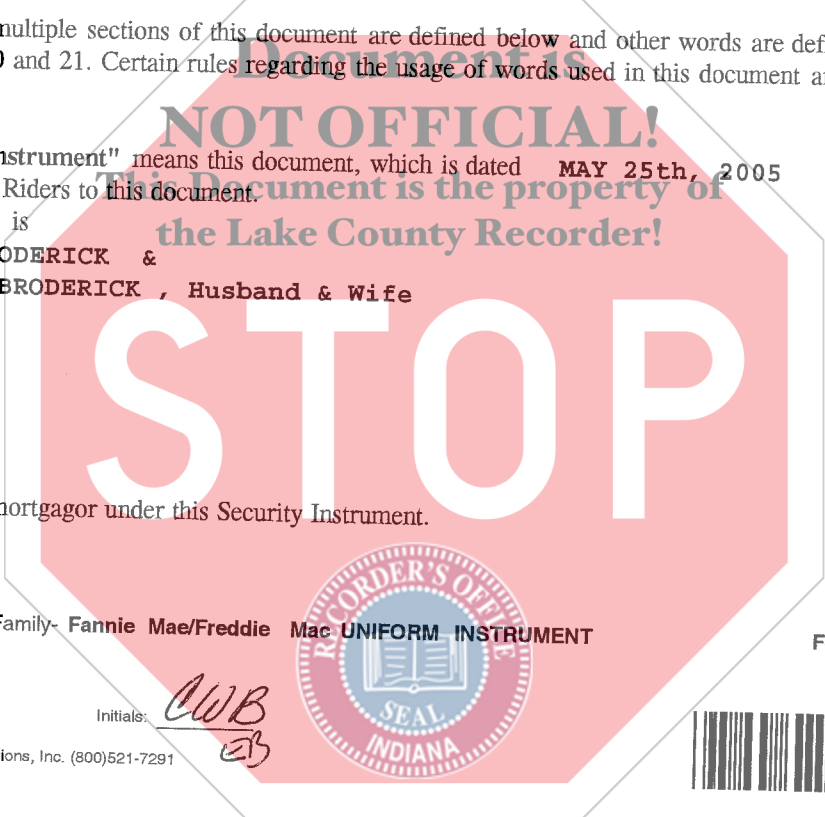 multiple sections of this document are defined below and other words are defi
Document is
0 and 21. Certain rules regarding the usage of words used in this document a
NOT OFFICIAL!
nstrument" means this document, which is dated MAY 25th, 2005
This Document is the property of
Riders to this document.
is
the Lake County Recorder!
ODERICK &
BRODERICK , Husband & Wife
STOP
mortgagor under this Security Instrument.
RECORDER'S OFFICE
Family- Fannie Mae/Freddie Mac UNIFORM INSTRUMENT
F
SEAL
INDIANA
Initials: CWB
EB
ions, Inc. (800)521-7291